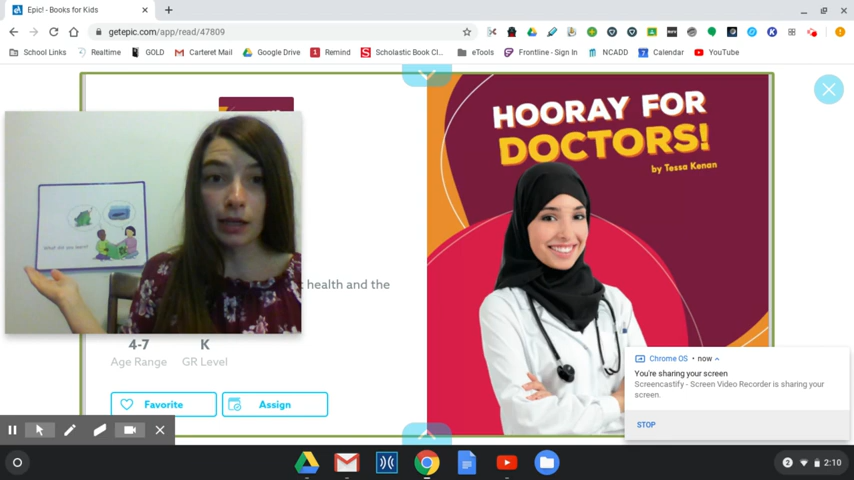 Epic! - Books for Kids
getepic.com/app/read/47809
School Links
Realtime
GOLD
Carteret Mail
Google Drive
Remind
Scholastic Book Cl...
eTools
Frontline - Sign In
NCADD
Calendar
YouTube
HOORAY FOR
DOCTORS!
by Tessa Kenan
What did you learn?
health and the
4-7
K
Age Range
GR Level
Favorite
Assign
Chrome OS • now
You're sharing your screen
Screencastify - Screen Video Recorder is sharing your
screen.
STOP
2
2:10